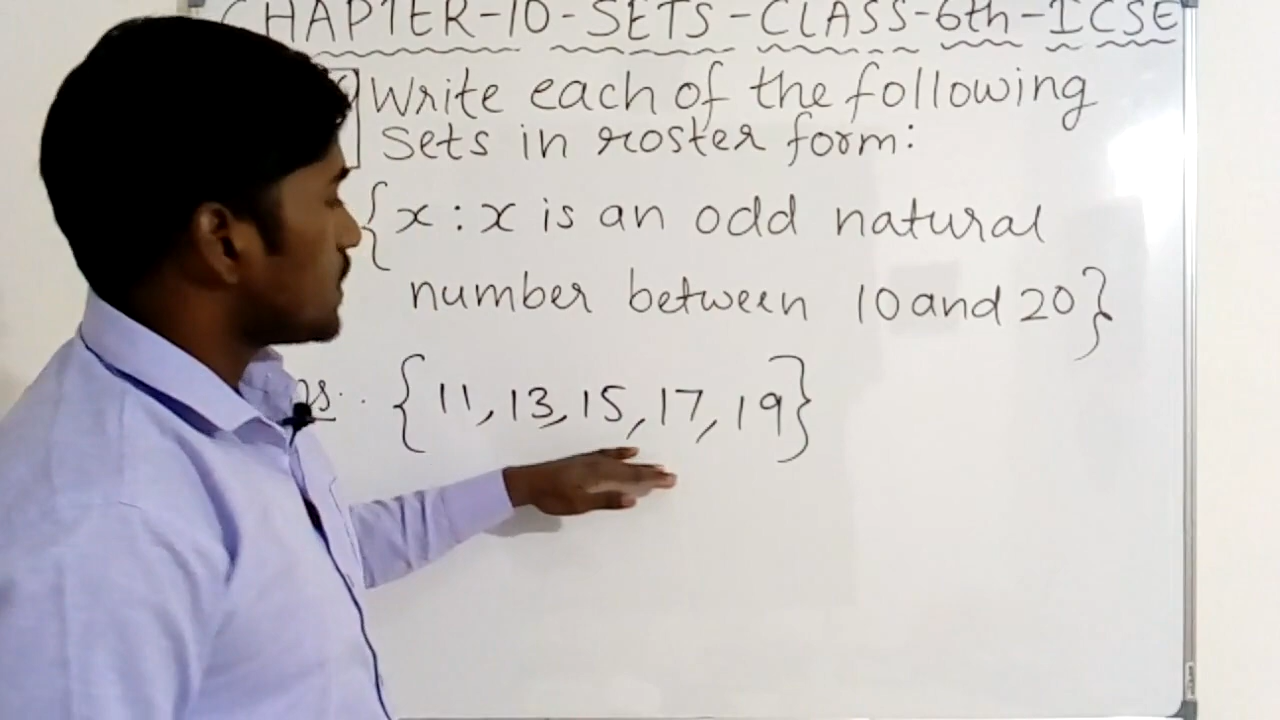 CHAPTER-10-SETS-CLASS-6th-ICSE
Write each of the following
sets in roster form:
{x : x is an odd natural
number between 10 and 20}
{11, 13, 15, 17, 19}